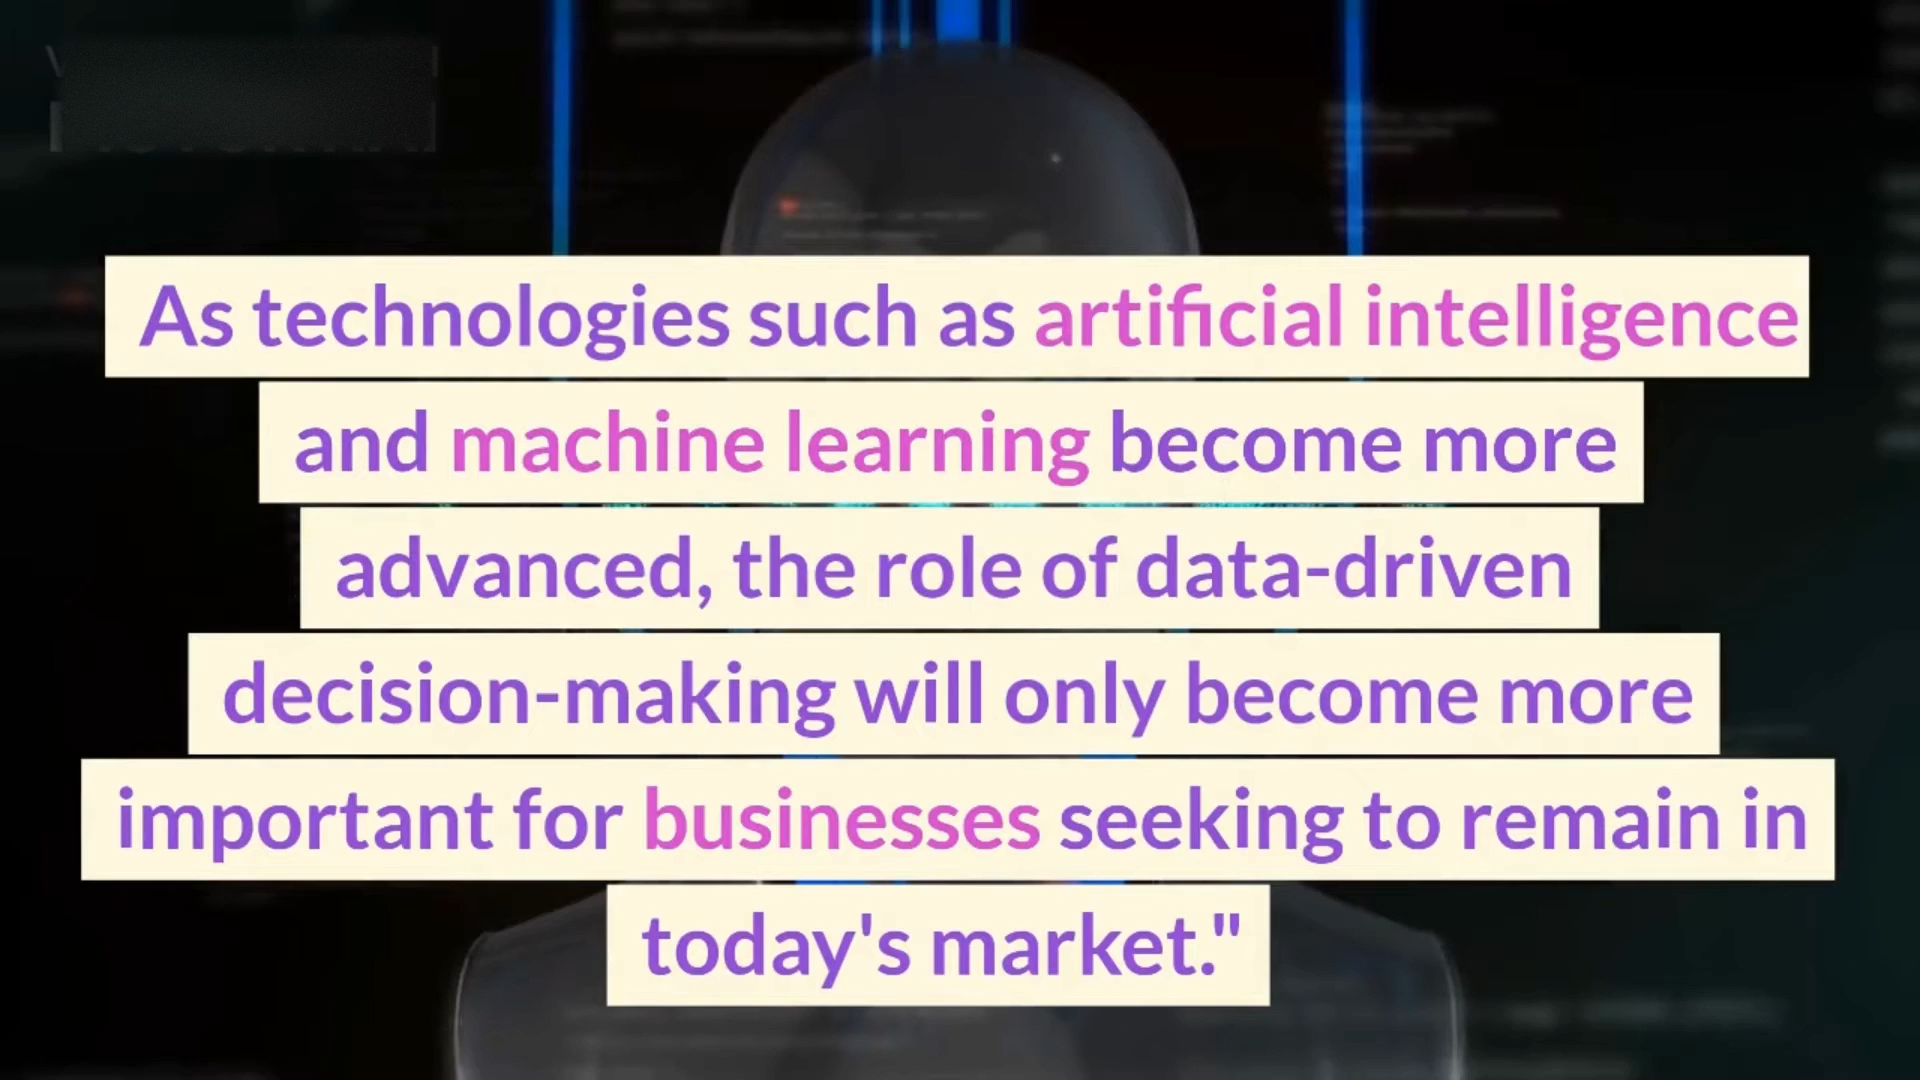 As technologies such as artificial intelligence
and machine learning become more
advanced, the role of data-driven
decision-making will only become more
important for businesses seeking to remain in
today's market."